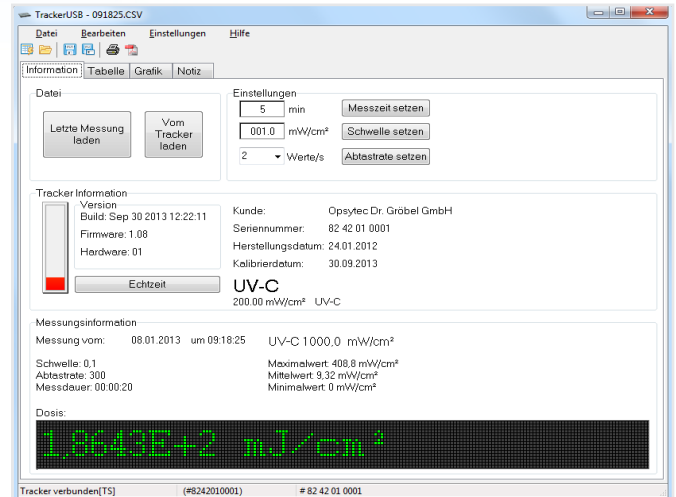 TrackerUSB - 091825.CSV
Datei Bearbeiten Einstellungen Hilfe
Information Tabelle Grafik Notiz
Datei
Letzte Messung laden
Vom Tracker laden
Einstellungen
5 min Messzeit setzen
001.0 mW/cm² Schwelle setzen
2 Werte/s Abtastrate setzen
Tracker Information
Version
Build: Sep 30 2013 12:22:11
Firmware: 1.08
Hardware: 01
Echtzeit
Kunde: Opsytec Dr. Gröbel GmbH
Seriennummer: 82 42 01 0001
Herstellungsdatum: 24.01.2012
Kalibrierdatum: 30.09.2013
UV-C
200.00 mW/cm² UV-C
Messungsinformation
Messung vom: 08.01.2013 um 09:18:25 UV-C 1000,0 mW/cm²
Schwelle: 0,1
Abtastrate: 300
Messdauer: 00:00:20
Maximalwert: 408,8 mW/cm²
Mittelwert: 9,32 mW/cm²
Minimalwert: 0 mW/cm²
Dosis:
1,8643E+2 mJ/cm²
Tracker verbunden[TS] (#8242010001) # 82 42 01 0001